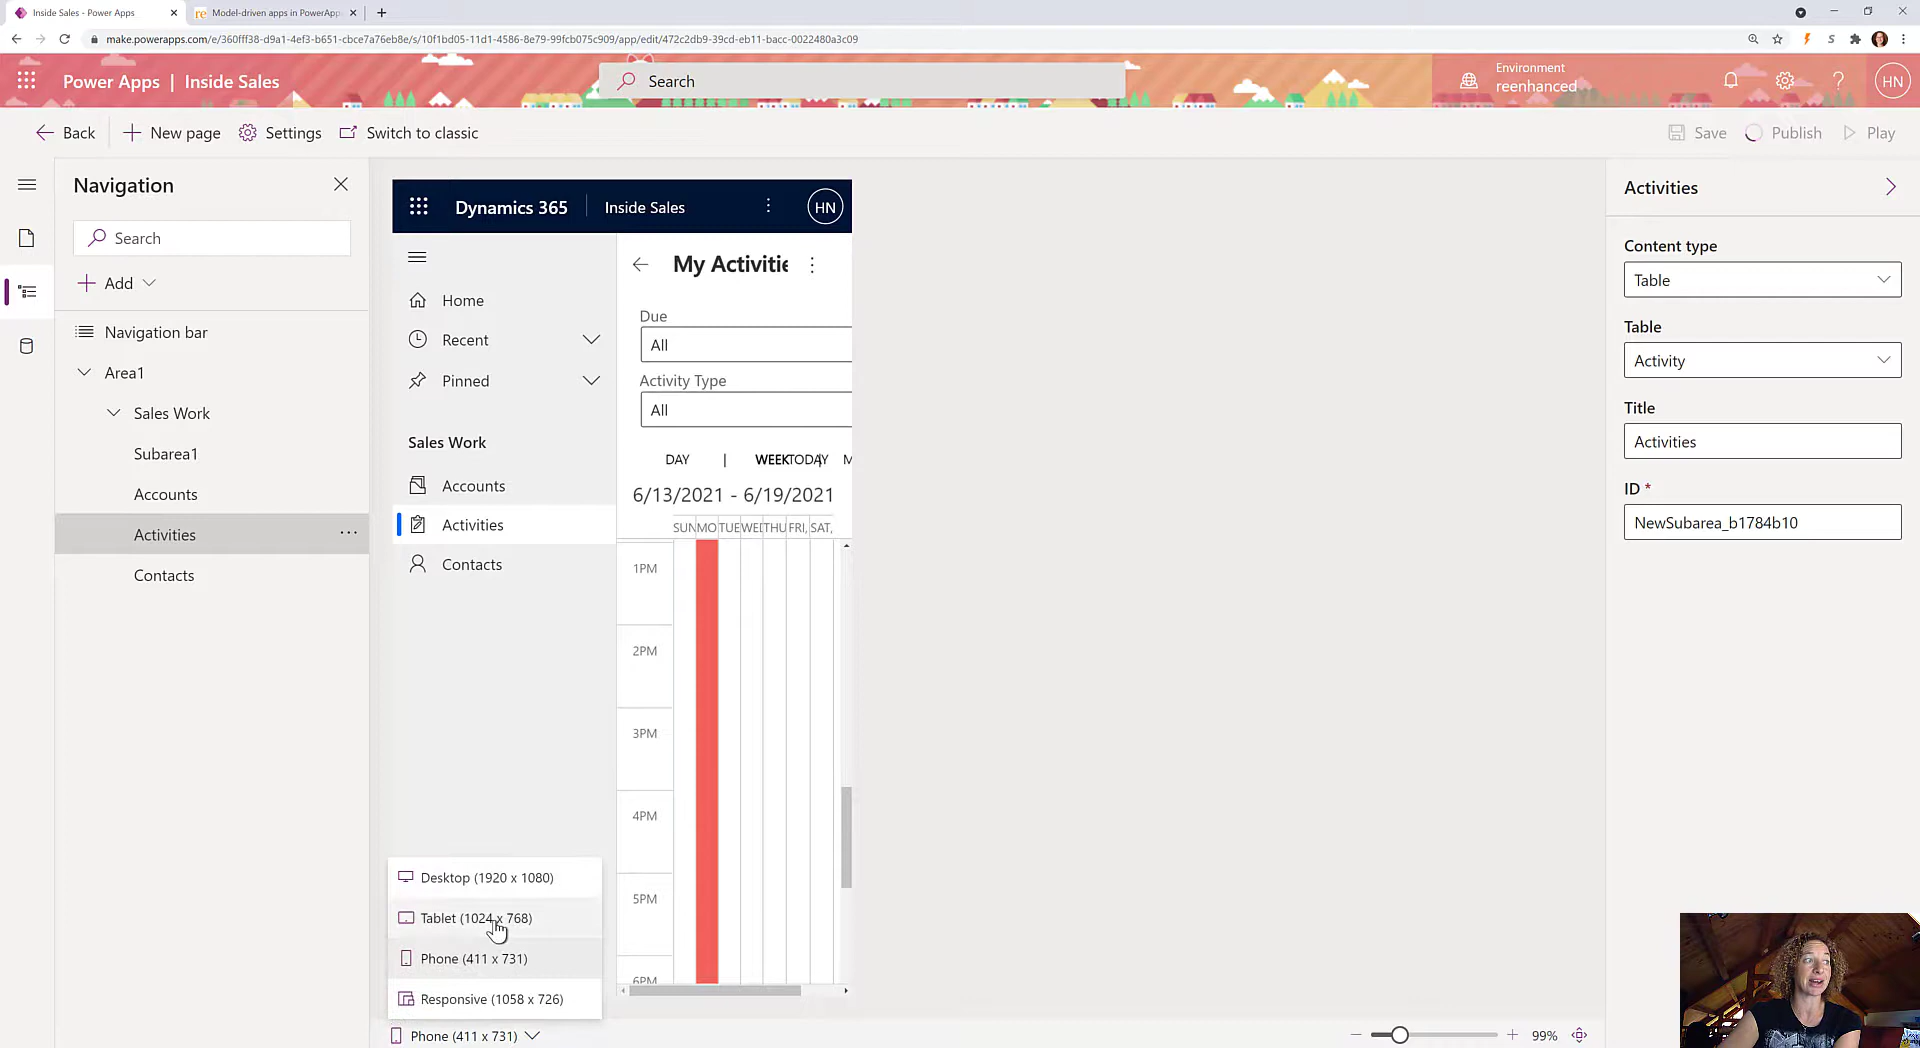 Inside Sales - Power Apps
Model-driven apps in PowerApp
make.powerapps.com/e/360fff38-d9a1-4ef3-b651-cbce7a76eb8e/s/10f1bd05-11d1-4586-8e79-99fcb075c909/app/edit/472c2db9-39cd-eb11-bacc-0022480a3c09
Power Apps | Inside Sales
Search
Environment
reenhanced
HN
Back
New page
Settings
Switch to classic
Save
Publish
Play
Navigation
Search
Add
Navigation bar
Area1
Sales Work
Subarea1
Accounts
Activities
Contacts
Dynamics 365
Inside Sales
HN
Home
Recent
Pinned
Sales Work
Accounts
Activities
Contacts
My Activitie
Due
All
Activity Type
All
DAY | WEEK TODAY M
6/13/2021 - 6/19/2021
SUN MO TUE WE THU FRI, SAT,
1PM
2PM
3PM
4PM
5PM
6PM
Desktop (1920 x 1080)
Tablet (1024 x 768)
Phone (411 x 731)
Responsive (1058 x 726)
Phone (411 x 731)
99%
Activities
Content type
Table
Table
Activity
Title
Activities
ID *
NewSubarea_b1784b10